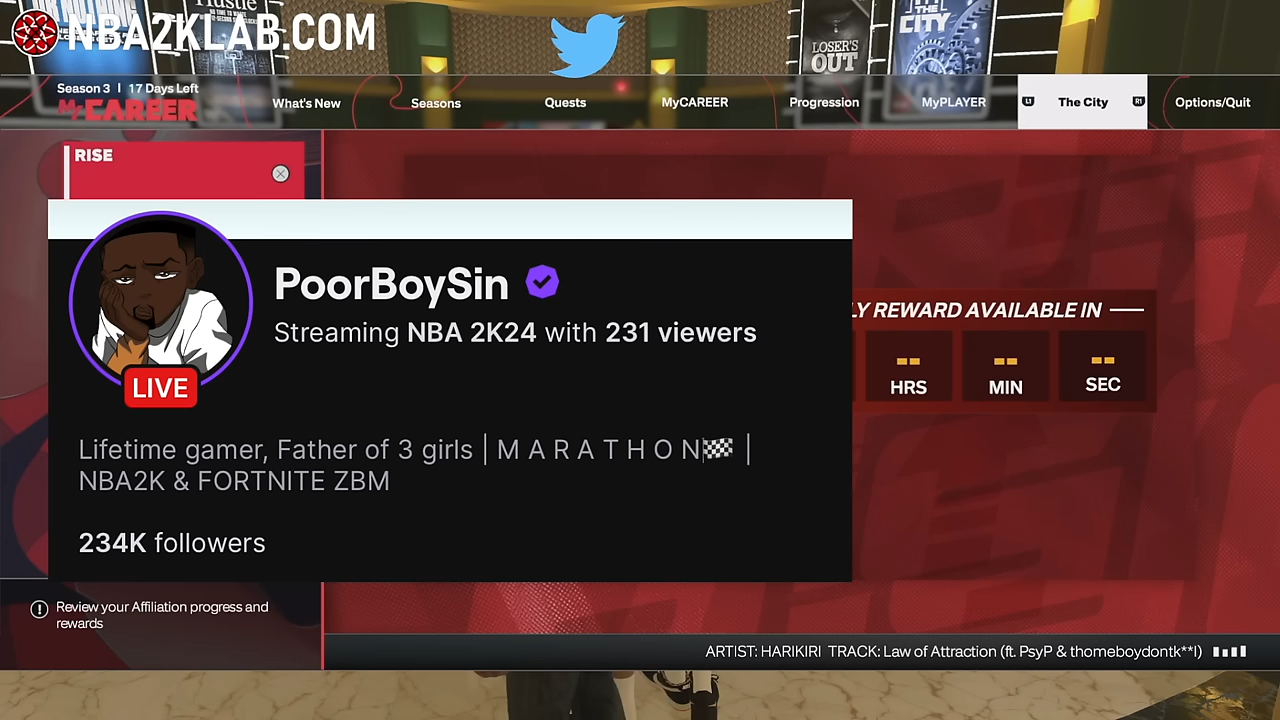 Hustle
NBA2KLAB.COM
LOSER'S
OUT
THE
CITY
Season 3 | 17 Days Left
MyCAREER
What's New
Seasons
Quests
MyCAREER
Progression
MyPLAYER
L1
The City
R1
Options/Quit
RISE
PoorBoySin
Streaming NBA 2K24 with 231 viewers
LIVE
Lifetime gamer, Father of 3 girls | M A R A T H O N🏁 |
NBA2K & FORTNITE ZBM
234K followers
LY REWARD AVAILABLE IN
-- -- --
HRS MIN SEC
Review your Affiliation progress and
rewards
ARTIST: HARIKIRI TRACK: Law of Attraction (ft. PsyP & thomeboydontk**l)